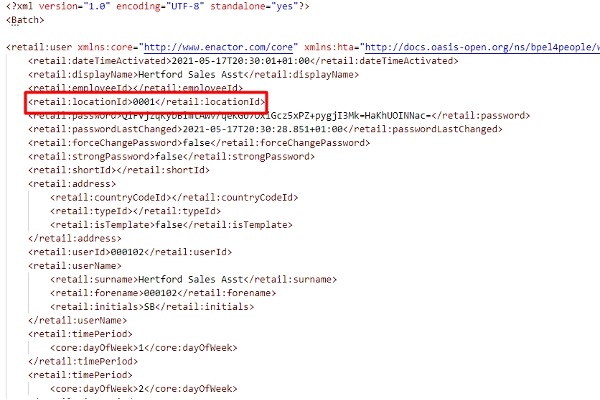 <?xml version="1.0" encoding="UTF-8" standalone="yes"?>
<Batch>
<retail:user xmlns:core="http://www.enactor.com/core" xmlns:hta="http://docs.oasis-open.org/ns/bpel4people/w
<retail:dateTimeActivated>2021-05-17T20:30:01+01:00</retail:dateTimeActivated>
<retail:displayName>Hertford Sales Asst</retail:displayName>
<retail:employeeId></retail:employeeId>
<retail:locationId>0001</retail:locationId>
</retail:password>
<retail:passwordLastChanged>2021-05-17T20:30:28.851+01:00</retail:passwordLastChanged>
<retail:forceChangePassword>false</retail:forceChangePassword>
<retail:strongPassword>false</retail:strongPassword>
<retail:shortId></retail:shortId>
<retail:address>
<retail:countryCodeId></retail:countryCodeId>
<retail:typeId></retail:typeId>
<retail:isTemplate>false</retail:isTemplate>
</retail:address>
<retail:userId>000102</retail:userId>
<retail:userName>
<retail:surname>Hertford Sales Asst</retail:surname>
<retail:forename>000102</retail:forename>
<retail:initials>SB</retail:initials>
</retail:userName>
<retail:timePeriod>
<core:dayOfWeek>1</core:dayOfWeek>
</retail:timePeriod>
<retail:timePeriod>
<core:dayOfWeek>2</core:dayOfWeek>